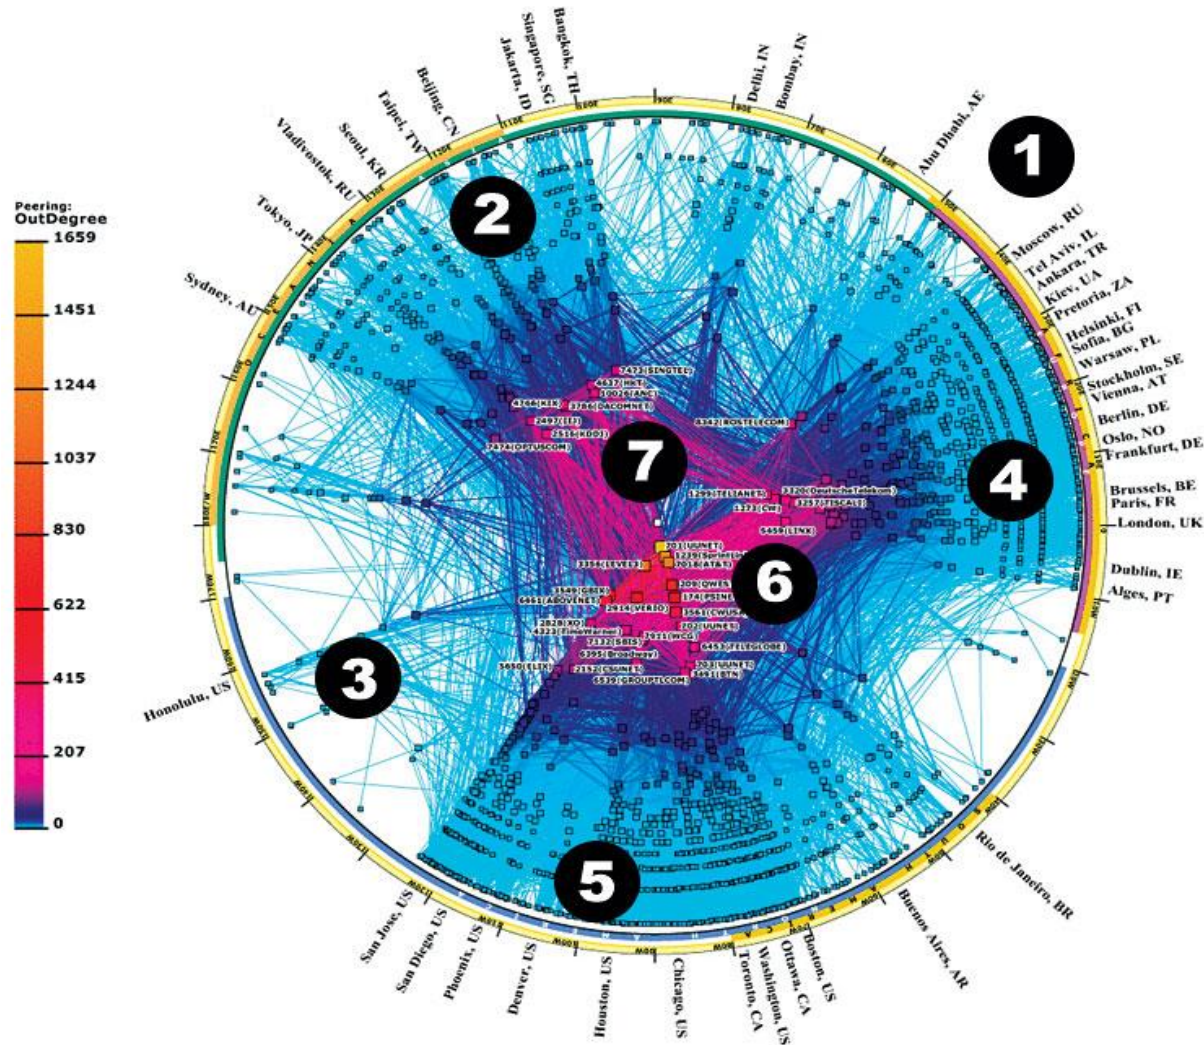 Peering:
OutDegree
1659
1451
1244
1037
830
622
415
207
0
Bangkok, TH
Singapore, SG
Jakarta, ID
Beijing, CN
Taipei, TW
Seoul, KR
Vladivostok, RU
Tokyo, JP
Sydney, AU
Honolulu, US
Delhi, IN
Bombay, IN
Abu Dhabi, AE
Moscow, RU
Tel Aviv, IL
Ankara, TR
Kiev, UA
Pretoria, ZA
Helsinki, FI
Sofia, BG
Warsaw, PL
Stockholm, SE
Vienna, AT
Berlin, DE
Oslo, NO
Frankfurt, DE
Brussels, BE
Paris, FR
London, UK
Dublin, IE
Alges, PT
Rio de Janeiro, BR
Buenos Aires, AR
Boston, US
Ottawa, CA
Washington, US
Toronto, CA
Chicago, US
Houston, US
Denver, US
Phoenix, US
San Diego, US
San Jose, US
1
2
3
4
5
6
7
7473(SINGTEL)
4637(HKT)
10026(ANC)
4766(KIX)
3786(DACOMNET)
2497(IIJ)
2516(KDDI)
7474(OPTUSCOM)
8342(ROSTELECOM)
1299(TELIANET)
3320(DeutscheTelekom)
3257(TISCALI)
1273(CW)
5459(LINX)
701(UUNET)
1239(SprintLin
7018(AT&T)
3356(LEVEL3)
209(QWES
3549(GBLX)
174(PSINE
6461(ABOVENET)
2914(VERIO)
3561(CWUSA
2828(XO)
702(UUNET)
4323(TimeWarner)
7911(WCG)
7132(SBIS)
6453(TELEGLOBE)
6395(Broadway)
5650(ELIX)
2152(CSUNET)
703(UUNET)
3491(BTN)
6539(GROUPTLCOM)